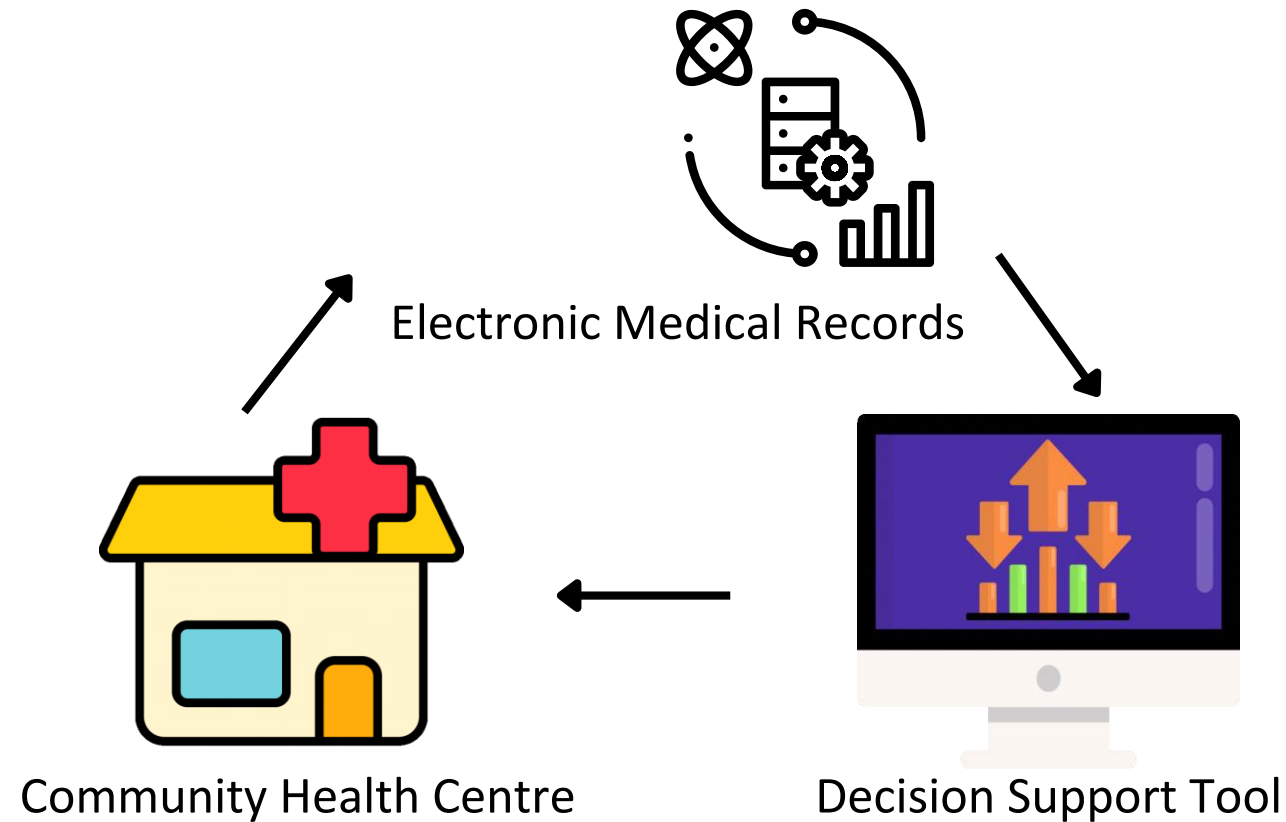 Electronic Medical Records
Community Health Centre
Decision Support Tool